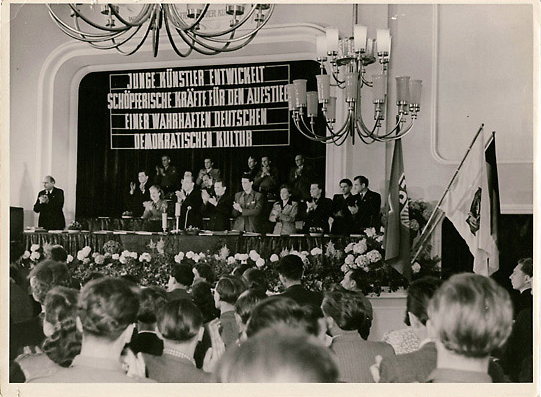 JUNGE KÜNSTLER ENTWICKELT
SCHÖPFERISCHE KRÄFTE FÜR DEN AUFSTIEG
EINER WAHRHAFTEN DEUTSCHEN
DEMOKRATISCHEN KULTUR